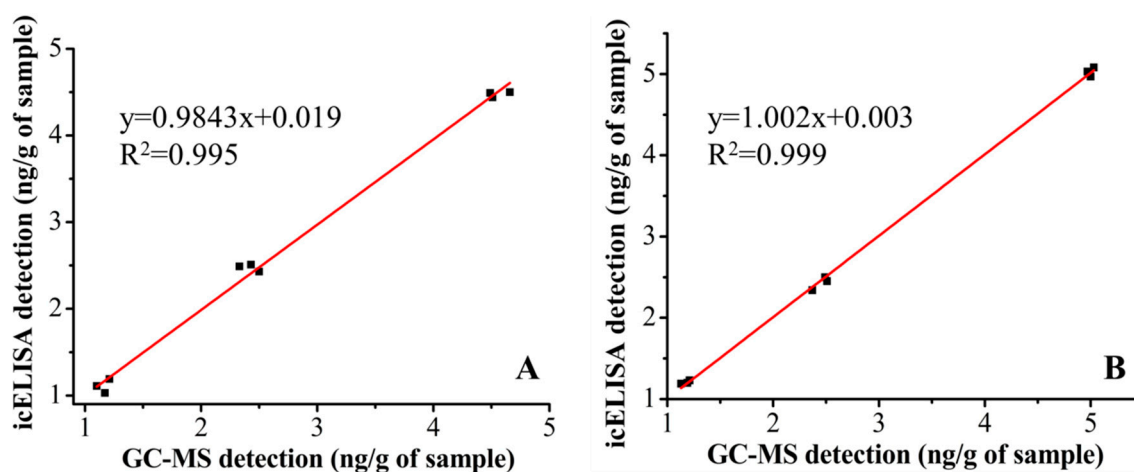 icELISA detection (ng/g of sample)
5
4
3
2
1
y=0.9843x+0.019
R²=0.995
A
1 2 3 4 5
GC-MS detection (ng/g of sample)
icELISA detection (ng/g of sample)
5
4
3
2
1
y=1.002x+0.003
R²=0.999
B
1 2 3 4 5
GC-MS detection (ng/g of sample)